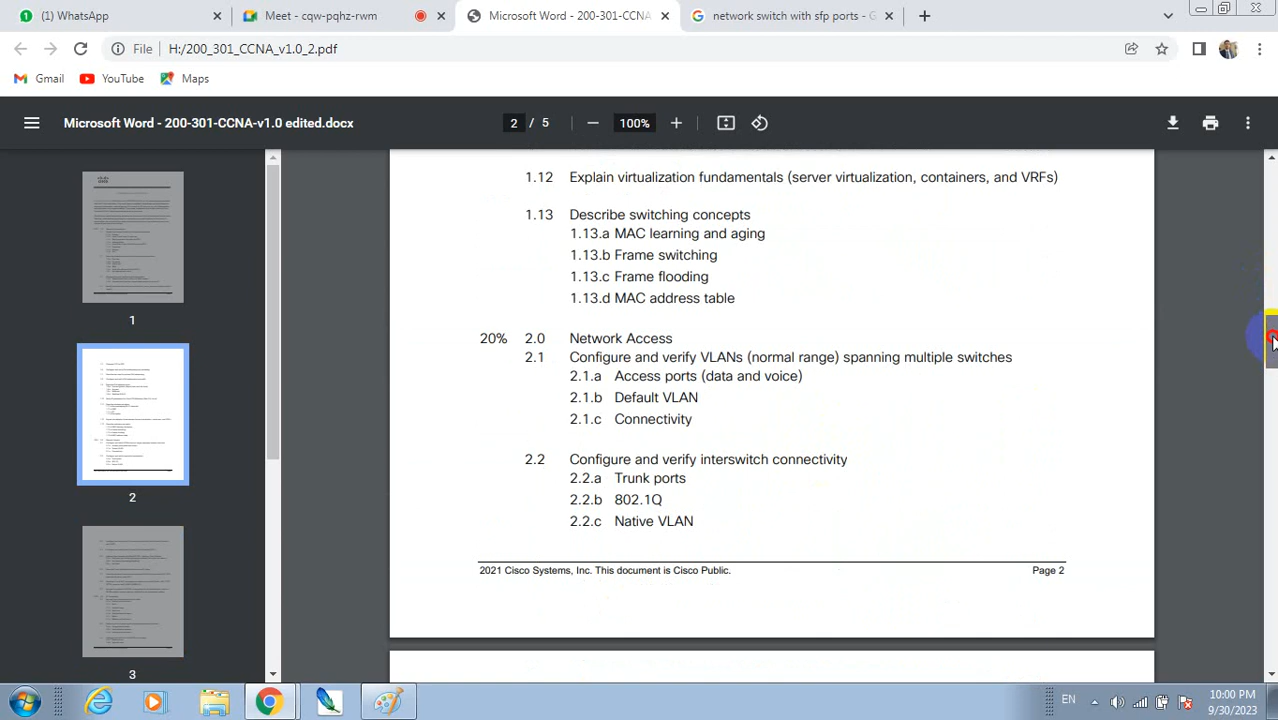 (1) WhatsApp
Meet - cqw-pqhz-rwm
Microsoft Word - 200-301-CCNA
network switch with sfp ports - G
File H:/200_301_CCNA_v1.0_2.pdf
Gmail YouTube Maps
Microsoft Word - 200-301-CCNA-v1.0 edited.docx
2 / 5
100%
1
2
3
1.12 Explain virtualization fundamentals (server virtualization, containers, and VRFs)
1.13 Describe switching concepts
1.13.a MAC learning and aging
1.13.b Frame switching
1.13.c Frame flooding
1.13.d MAC address table
20% 2.0 Network Access
2.1 Configure and verify VLANs (normal range) spanning multiple switches
2.1.a Access ports (data and voice)
2.1.b Default VLAN
2.1.c Connectivity
2.2 Configure and verify interswitch connectivity
2.2.a Trunk ports
2.2.b 802.1Q
2.2.c Native VLAN
2021 Cisco Systems, Inc. This document is Cisco Public. Page 2
EN
10:00 PM
9/30/2023